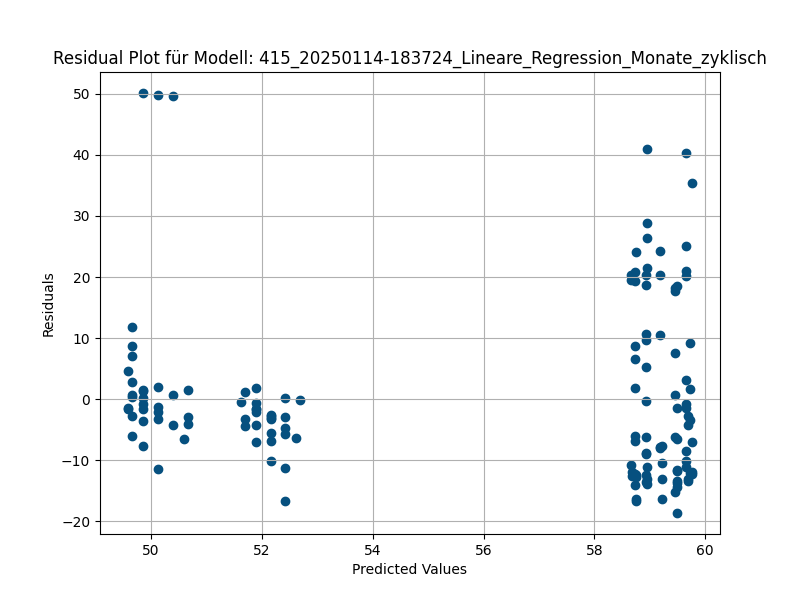 Residual Plot für Modell: 415_20250114-183724_Lineare_Regression_Monate_zyklisch
50
40
30
20
10
0
−10
−20
Residuals
50 52 54 56 58 60
Predicted Values